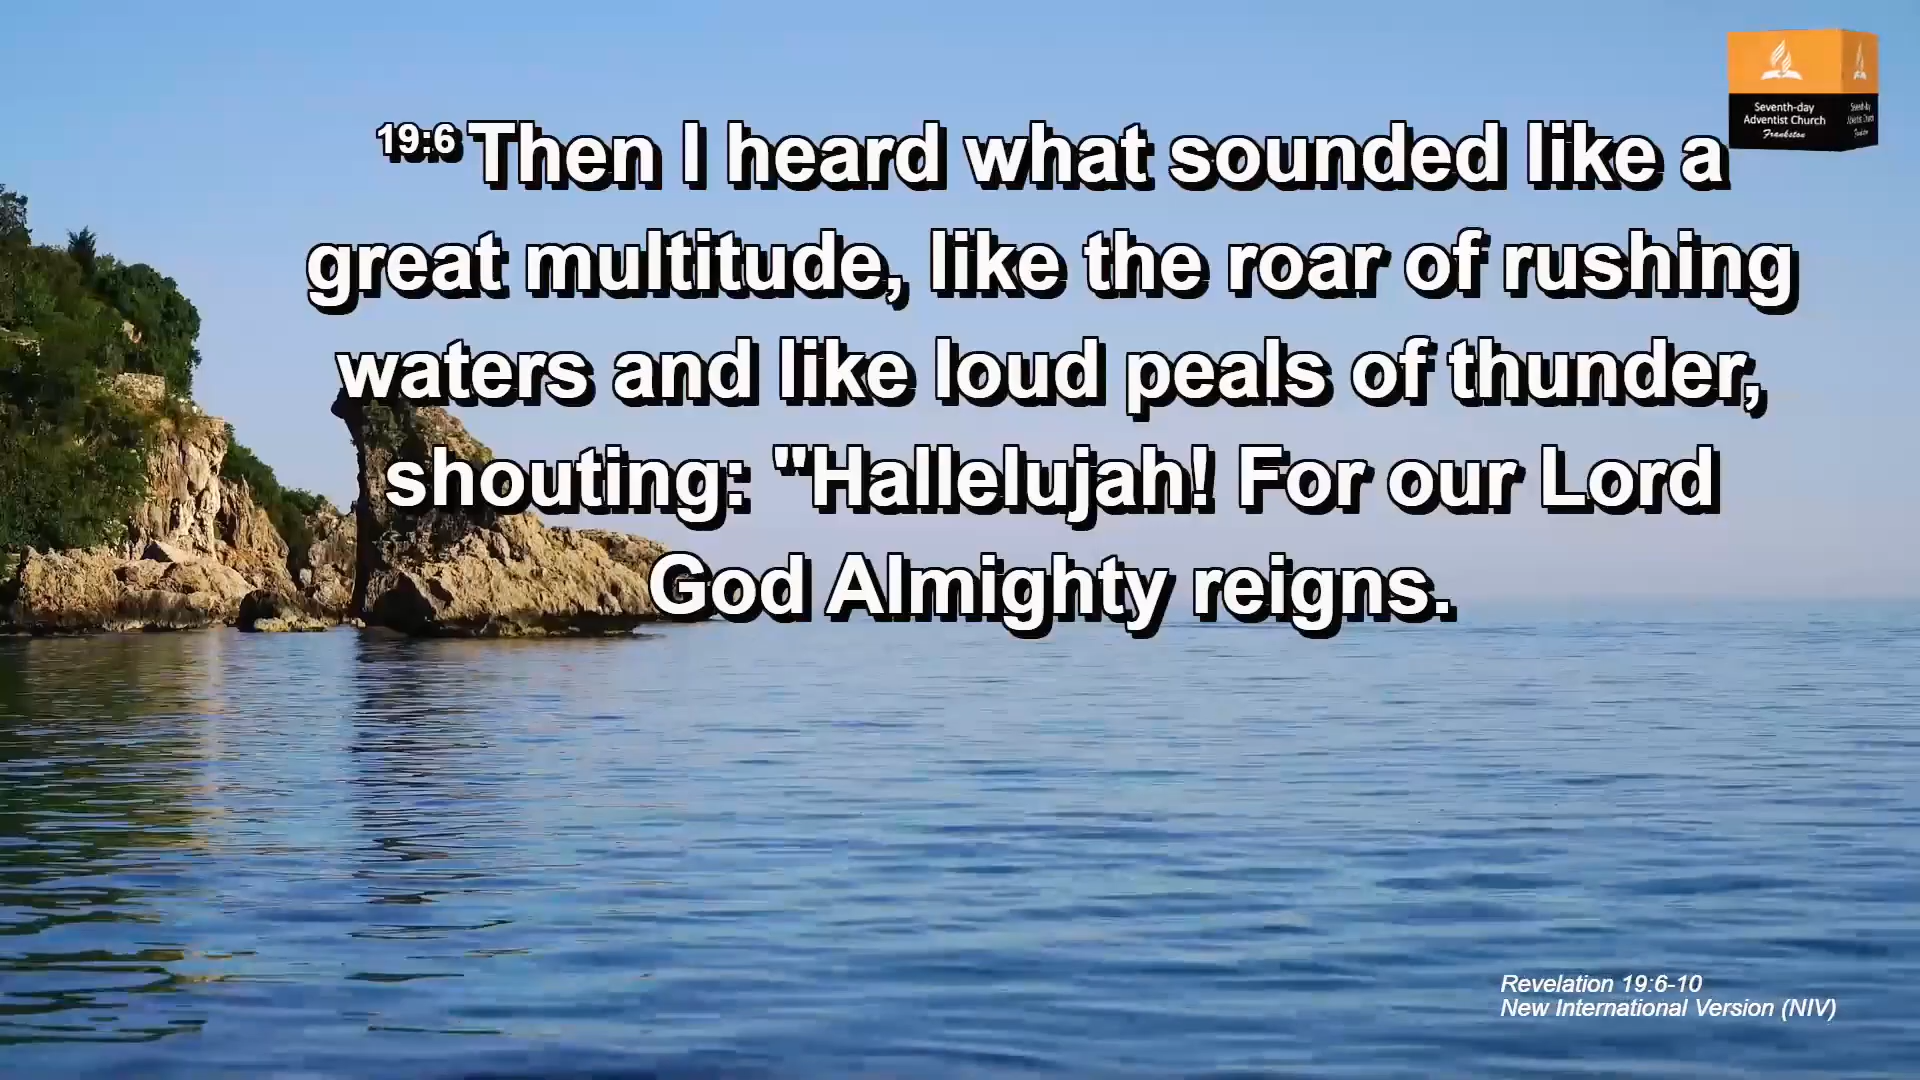 Seventh-day
Adventist Church
Frankston
19:6 Then I heard what sounded like a
great multitude, like the roar of rushing
waters and like loud peals of thunder,
shouting: "Hallelujah! For our Lord
God Almighty reigns.
Revelation 19:6-10
New International Version (NIV)